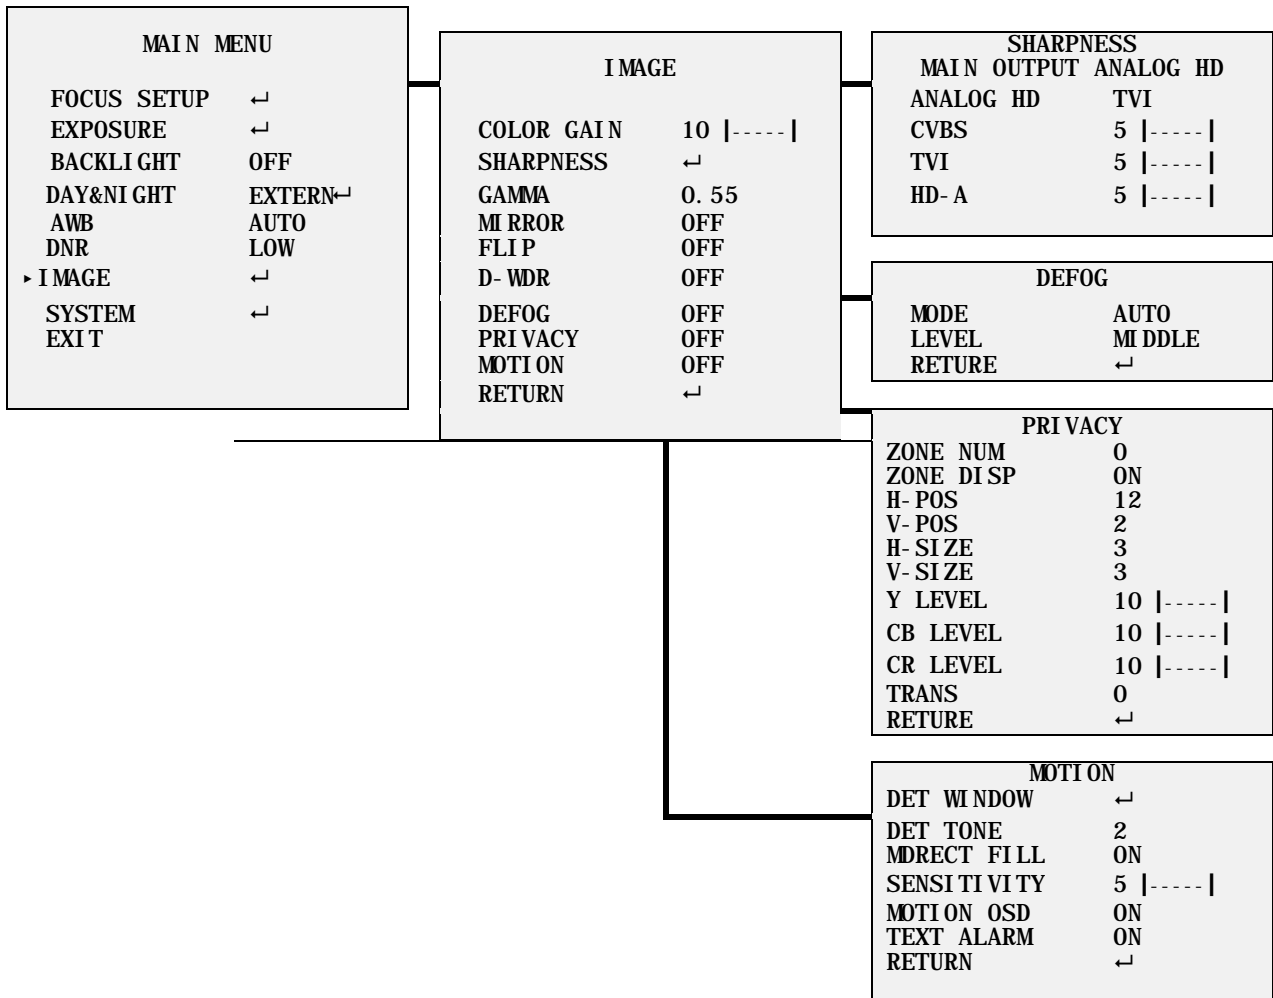 MAIN MENU
FOCUS SETUP ↵
EXPOSURE ↵
BACKLIGHT OFF
DAY&NIGHT EXTERN↵
AWB AUTO
DNR LOW
▸IMAGE ↵
SYSTEM ↵
EXIT
IMAGE
COLOR GAIN 10 |-----|
SHARPNESS ↵
GAMMA 0.55
MIRROR OFF
FLIP OFF
D-WDR OFF
DEFOG OFF
PRIVACY OFF
MOTION OFF
RETURN ↵
SHARPNESS
MAIN OUTPUT ANALOG HD
ANALOG HD TVI
CVBS 5 |-----|
TVI 5 |-----|
HD-A 5 |-----|
DEFOG
MODE AUTO
LEVEL MIDDLE
RETURE ↵
PRIVACY
ZONE NUM 0
ZONE DISP ON
H-POS 12
V-POS 2
H-SIZE 3
V-SIZE 3
Y LEVEL 10 |-----|
CB LEVEL 10 |-----|
CR LEVEL 10 |-----|
TRANS 0
RETURE ↵
MOTION
DET WINDOW ↵
DET TONE 2
MDRECT FILL ON
SENSITIVITY 5 |-----|
MOTION OSD ON
TEXT ALARM ON
RETURN ↵